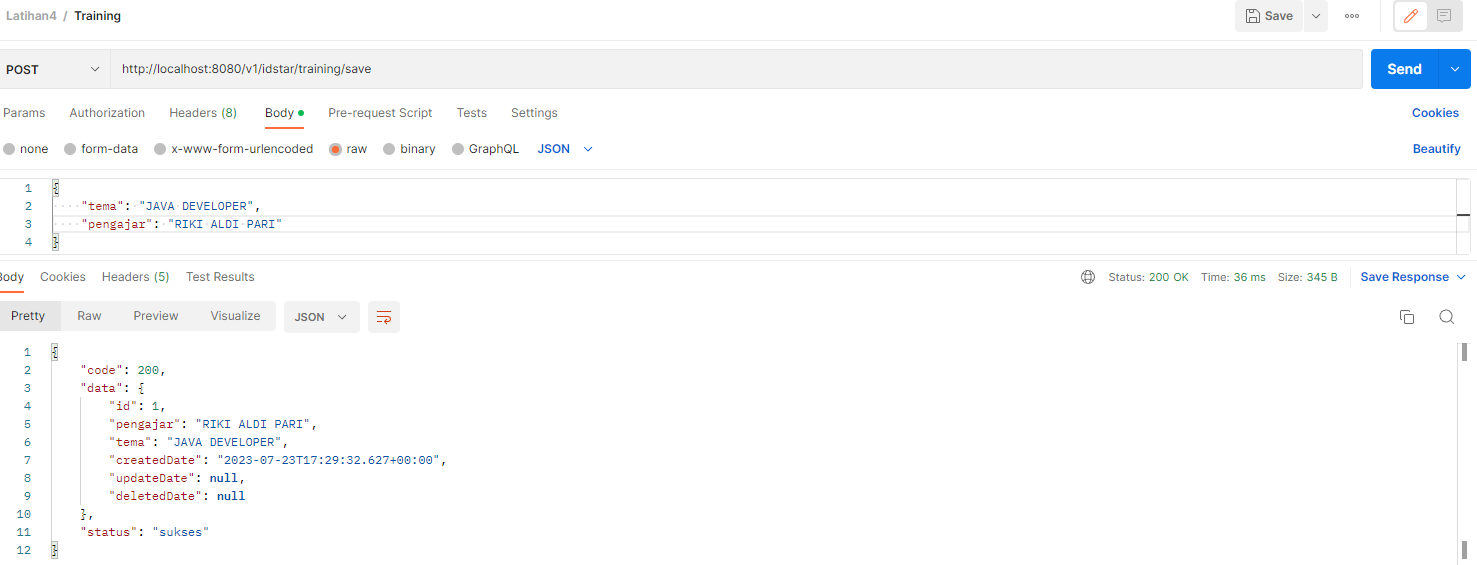 Latihan4 / Training
Save
POST
http://localhost:8080/v1/idstar/training/save
Send
Params Authorization Headers (8) Body Pre-request Script Tests Settings Cookies
none form-data x-www-form-urlencoded raw binary GraphQL JSON Beautify
1 {
2 "tema": "JAVA DEVELOPER",
3 "pengajar": "RIKI ALDI PARI"
4 }
Body Cookies Headers (5) Test Results Status: 200 OK Time: 36 ms Size: 345 B Save Response
Pretty Raw Preview Visualize JSON
1 {
2 "code": 200,
3 "data": {
4 "id": 1,
5 "pengajar": "RIKI ALDI PARI",
6 "tema": "JAVA DEVELOPER",
7 "createdDate": "2023-07-23T17:29:32.627+00:00",
8 "updateDate": null,
9 "deletedDate": null
10 },
11 "status": "sukses"
12 }